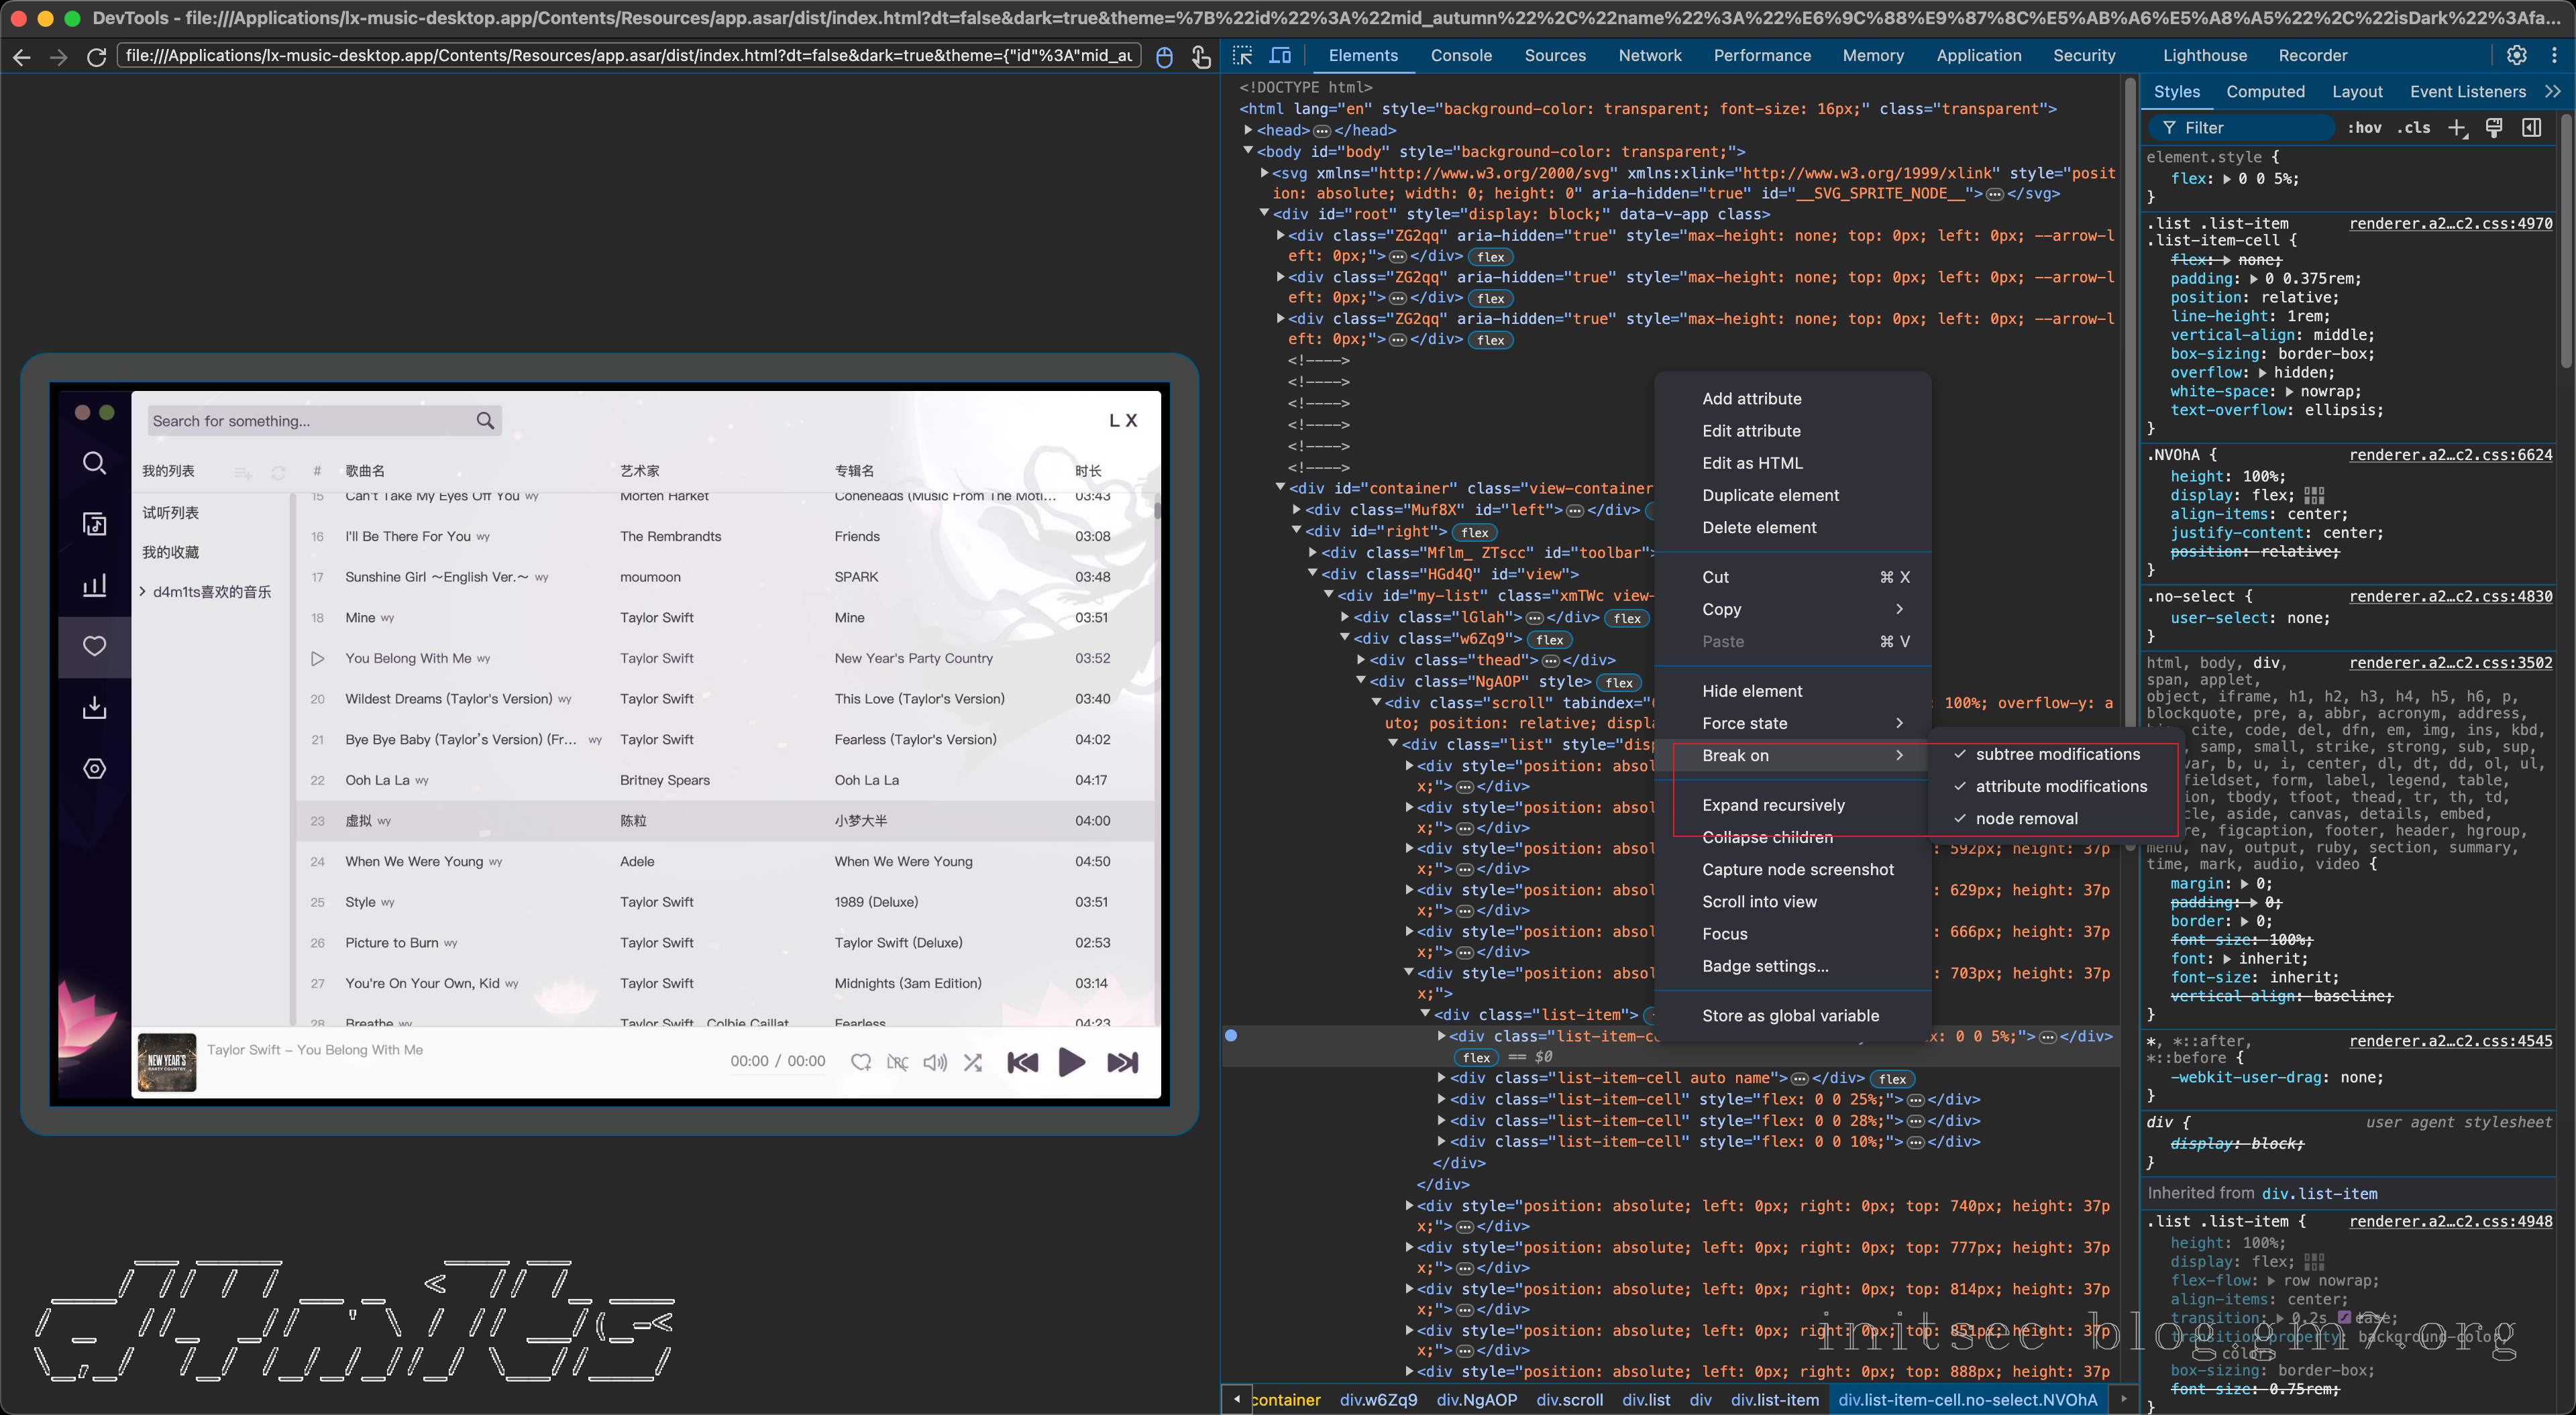 DevTools - file:///Applications/lx-music-desktop.app/Contents/Resources/app.asar/dist/index.html?dt=false&dark=true&theme=%7B%22id%22%3A%22mid_autumn%22%2C%22name%22%3A%22%E6%9C%88%E9%87%8C%E5%AB%A6%E5%A8%A5%22%2C%22isDark%22%3Afa...
file:///Applications/lx-music-desktop.app/Contents/Resources/app.asar/dist/index.html?dt=false&dark=true&theme={"id"%3A"mid_au
Search for something...
L X
我的列表
# 歌曲名 艺术家 专辑名 时长
试听列表
我的收藏
d4m1ts喜欢的音乐
15 Can't Take My Eyes Off You wy Morten Harket Coneheads (Music From The Moti... 03:43
16 I'll Be There For You wy The Rembrandts Friends 03:08
17 Sunshine Girl ～English Ver.～ wy moumoon SPARK 03:48
18 Mine wy Taylor Swift Mine 03:51
You Belong With Me wy Taylor Swift New Year's Party Country 03:52
20 Wildest Dreams (Taylor's Version) wy Taylor Swift This Love (Taylor's Version) 03:40
21 Bye Bye Baby (Taylor's Version) (Fr... wy Taylor Swift Fearless (Taylor's Version) 04:02
22 Ooh La La wy Britney Spears Ooh La La 04:17
23 虚拟 wy 陈粒 小梦大半 04:00
24 When We Were Young wy Adele When We Were Young 04:50
25 Style wy Taylor Swift 1989 (Deluxe) 03:51
26 Picture to Burn wy Taylor Swift Taylor Swift (Deluxe) 02:53
27 You're On Your Own, Kid wy Taylor Swift Midnights (3am Edition) 03:14
28 Breathe wy Taylor Swift、Colbie Caillat Fearless 04:23
NEW YEAR'S
PARTY COUNTRY
Taylor Swift – You Belong With Me
00:00 / 00:00
LRC
Elements Console Sources Network Performance Memory Application Security Lighthouse Recorder
<!DOCTYPE html>
<html lang="en" style="background-color: transparent; font-size: 16px;" class="transparent">
<head></head>
<body id="body" style="background-color: transparent;">
<svg xmlns="http://www.w3.org/2000/svg" xmlns:xlink="http://www.w3.org/1999/xlink" style="posit
ion: absolute; width: 0; height: 0" aria-hidden="true" id="__SVG_SPRITE_NODE__"></svg>
<div id="root" style="display: block;" data-v-app class>
<div class="ZG2qq" aria-hidden="true" style="max-height: none; top: 0px; left: 0px; --arrow-l
eft: 0px;"></div> flex
<div class="ZG2qq" aria-hidden="true" style="max-height: none; top: 0px; left: 0px; --arrow-l
eft: 0px;"></div> flex
<div class="ZG2qq" aria-hidden="true" style="max-height: none; top: 0px; left: 0px; --arrow-l
eft: 0px;"></div> flex
<!---->
<!---->
<!---->
<!---->
<!---->
<!---->
<div id="container" class="view-container
<div class="Muf8X" id="left"></div>
<div id="right"> flex
<div class="Mflm_ ZTscc" id="toolbar">
<div class="HGd4Q" id="view">
<div id="my-list" class="xmTWc view-
<div class="lGlah"></div> flex
<div class="w6Zq9"> flex
<div class="thead"></div>
<div class="NgAOP" style> flex
<div class="scroll" tabindex= : 100%; overflow-y: a
uto; position: relative; displa
<div class="list" style="disp
<div style="position: absol
x;"></div>
<div style="position: absol
x;"></div>
<div style="position: absol : 592px; height: 37p
x;"></div>
<div style="position: absol : 629px; height: 37p
x;"></div>
<div style="position: absol : 666px; height: 37p
x;"></div>
<div style="position: absol : 703px; height: 37p
x;">
<div class="list-item">
<div class="list-item-ce x: 0 0 5%;"></div>
flex == $0
<div class="list-item-cell auto name"></div> flex
<div class="list-item-cell" style="flex: 0 0 25%;"></div>
<div class="list-item-cell" style="flex: 0 0 28%;"></div>
<div class="list-item-cell" style="flex: 0 0 10%;"></div>
</div>
</div>
<div style="position: absolute; left: 0px; right: 0px; top: 740px; height: 37p
x;"></div>
<div style="position: absolute; left: 0px; right: 0px; top: 777px; height: 37p
x;"></div>
<div style="position: absolute; left: 0px; right: 0px; top: 814px; height: 37p
x;"></div>
<div style="position: absolute; left: 0px; right: 0px; top: 851px; height: 37p
x;"></div>
<div style="position: absolute; left: 0px; right: 0px; top: 888px; height: 37p
container div.w6Zq9 div.NgAOP div.scroll div.list div div.list-item div.list-item-cell.no-select.NVOhA
Add attribute
Edit attribute
Edit as HTML
Duplicate element
Delete element
Cut ⌘ X
Copy
Paste ⌘ V
Hide element
Force state
Break on
Expand recursively
Collapse children
Capture node screenshot
Scroll into view
Focus
Badge settings...
Store as global variable
subtree modifications
attribute modifications
node removal
Styles Computed Layout Event Listeners
Filter :hov .cls
element.style {
flex: 0 0 5%;
}
.list .list-item renderer.a2…c2.css:4970
.list-item-cell {
flex: none;
padding: 0 0.375rem;
position: relative;
line-height: 1rem;
vertical-align: middle;
box-sizing: border-box;
overflow: hidden;
white-space: nowrap;
text-overflow: ellipsis;
}
.NVOhA { renderer.a2…c2.css:6624
height: 100%;
display: flex;
align-items: center;
justify-content: center;
position: relative;
}
.no-select { renderer.a2…c2.css:4830
user-select: none;
}
html, body, div, renderer.a2…c2.css:3502
span, applet,
object, iframe, h1, h2, h3, h4, h5, h6, p,
blockquote, pre, a, abbr, acronym, address,
cite, code, del, dfn, em, img, ins, kbd,
samp, small, strike, strong, sub, sup,
var, b, u, i, center, dl, dt, dd, ol, ul,
fieldset, form, label, legend, table,
tbody, tfoot, thead, tr, th, td,
aside, canvas, details, embed,
figcaption, footer, header, hgroup,
menu, nav, output, ruby, section, summary,
time, mark, audio, video {
margin: 0;
padding: 0;
border: 0;
font-size: 100%;
font: inherit;
font-size: inherit;
vertical-align: baseline;
}
*, *::after, renderer.a2…c2.css:4545
*::before {
-webkit-user-drag: none;
}
div { user agent stylesheet
display: block;
}
Inherited from div.list-item
.list .list-item { renderer.a2…c2.css:4948
height: 100%;
display: flex;
flex-flow: row nowrap;
align-items: center;
transition: 0.2s ease;
transition-property: background-color,
color;
box-sizing: border-box;
font-size: 0.75rem;
}
initsec blog.gm7.org